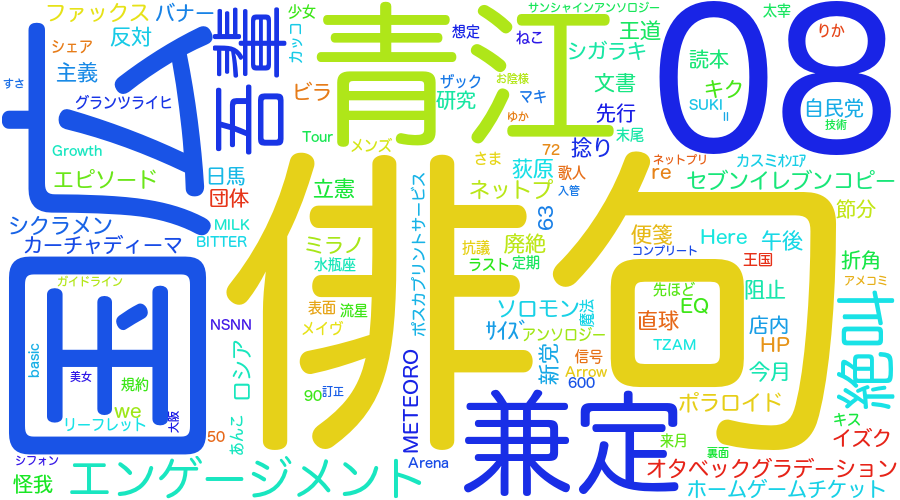 ファックス
バナー
少女
サンシャインアンソロジー
太宰
08
すさ
反対
シェア
主義
グランツライヒ
カッコ
青江
想定
ねこ
王道
シガラキ
りか
ビラ
研究
ザック
お陰様
マキ
ゆか
文書
先行
読本
キク
SUKI
II
自民党
技術
Growth
Tour
メンズ
72
捻り
末尾
五輪書
匹
エピソード
日馬
団体
立憲
さま
ネットプ
荻原
歌人
入管
ネットプリ
re
カスミオンエア
セブンイレブンコピー
シクラメン
MILK
BITTER
カーチャディーマ
ミラノ
水瓶座
ポスカプリントサービス
抗議
廃絶
63
ラスト
定期
俳句
便箋
コンプリート
Here
午後
節分
王国
折角
アメコミ
国
ガイドライン
表面
流星
メイヴ
NSNN
ソロモン
魔法
サイズ
アンソロジー
先ほど
EQ
直球
阻止
店内
HP
TZAM
絶叫
basic
美女
規約
we
リーフレット
大阪
ロシア
90
訂正
METEORO
新党
信号
Arrow
600
今月
ポラロイド
キス
イズク
50
あんこ
シフォン
怪我
エンゲージメント
Arena
兼定
来月
裏面
オタベックグラデーション
ホームゲームチケット